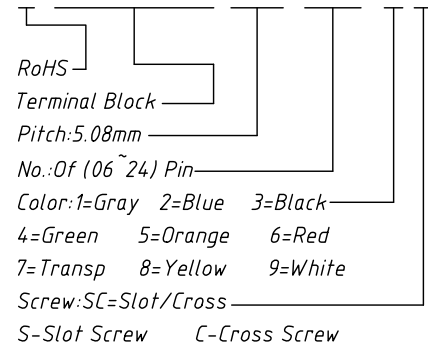 RoHS
Terminal Block
Pitch:5.08mm
No.:Of (06~24) Pin
Color:1=Gray 2=Blue 3=Black
4=Green 5=Orange 6=Red
7=Transp 8=Yellow 9=White
Screw:SC=Slot/Cross
S-Slot Screw C-Cross Screw